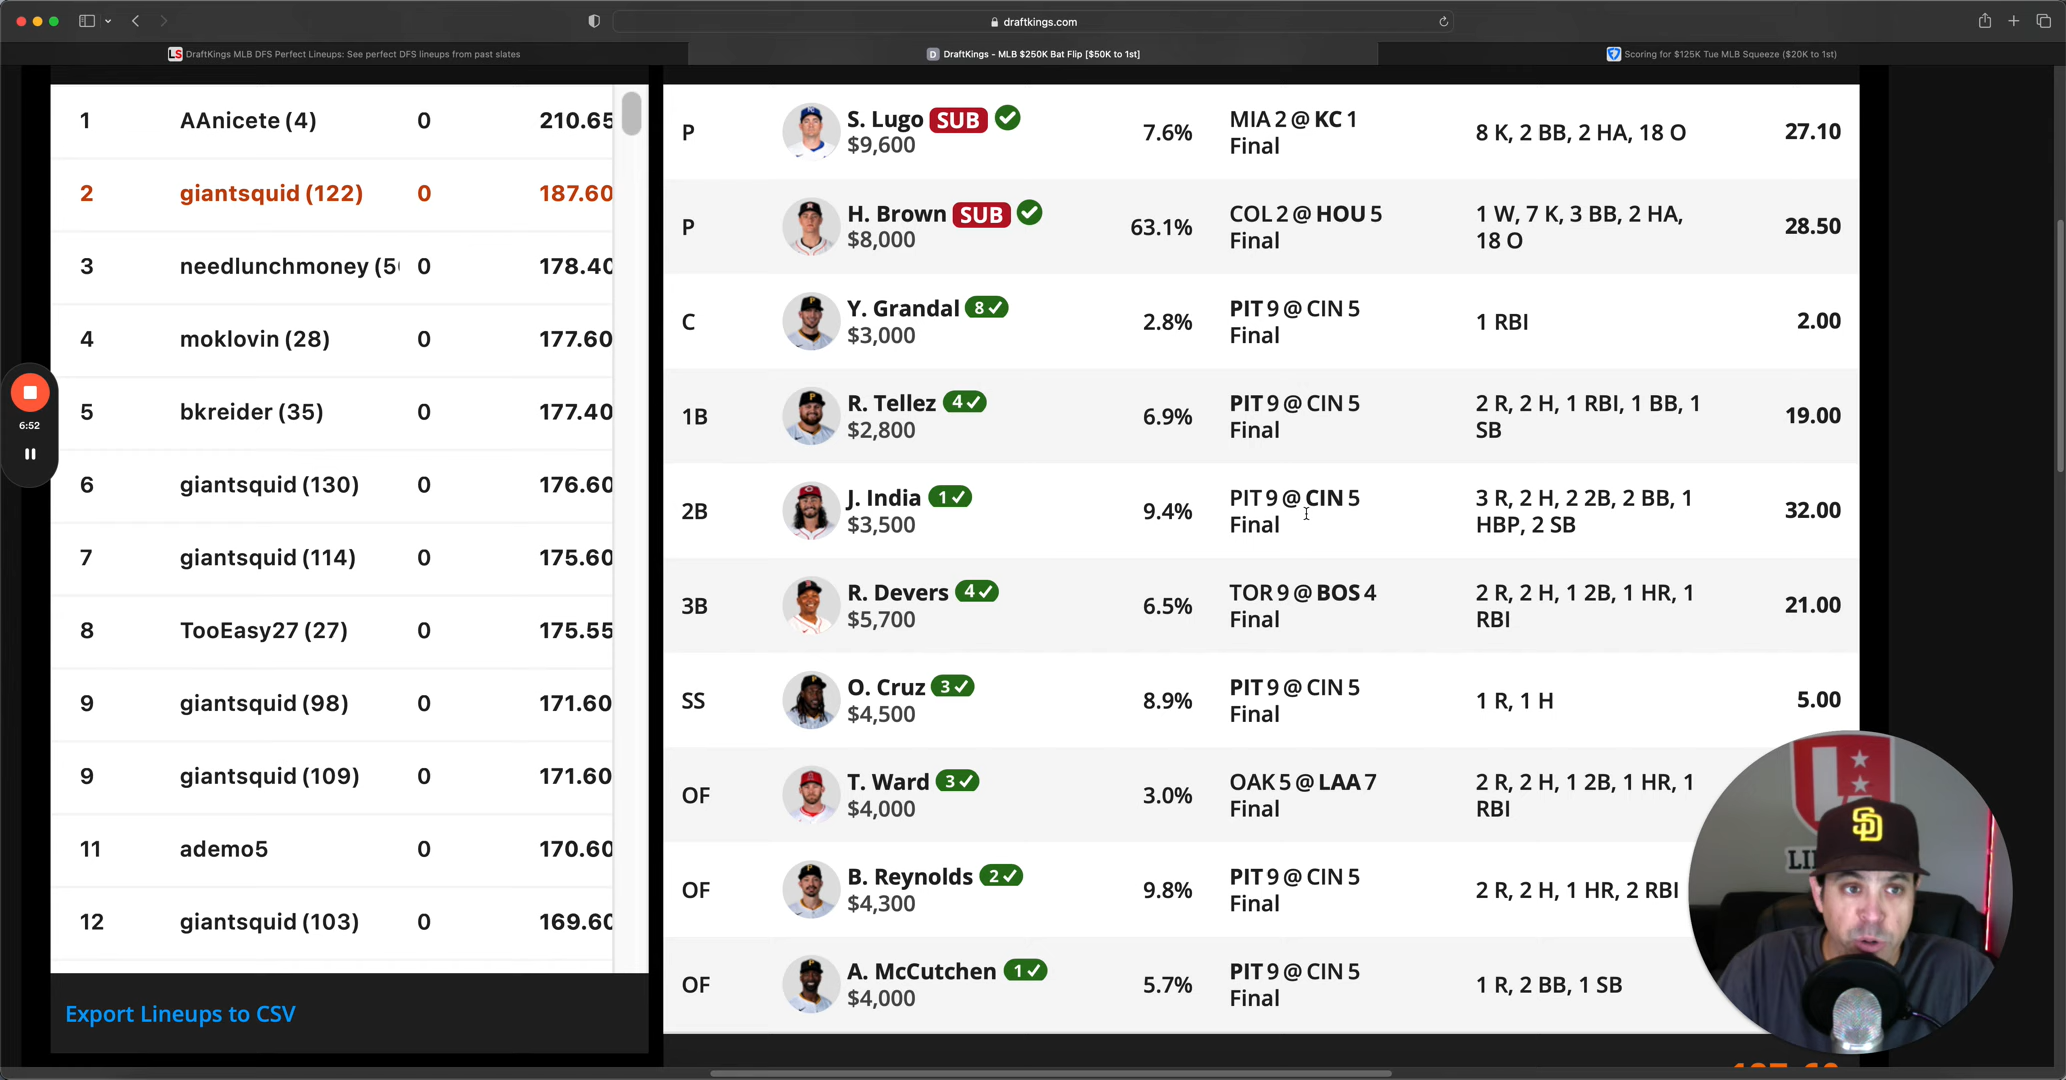 draftkings.com
DraftKings MLB DFS Perfect Lineups: See perfect DFS lineups from past slates
DraftKings - MLB $250K Bat Flip [$50K to 1st]
Scoring for $125K Tue MLB Squeeze ($20K to 1st)
1 AAnicete (4) 0 210.65
2 giantsquid (122) 0 187.60
3 needlunchmoney (5 0 178.40
4 moklovin (28) 0 177.60
5 bkreider (35) 0 177.40
6 giantsquid (130) 0 176.60
7 giantsquid (114) 0 175.60
8 TooEasy27 (27) 0 175.55
9 giantsquid (98) 0 171.60
9 giantsquid (109) 0 171.60
11 ademo5 0 170.60
12 giantsquid (103) 0 169.60
Export Lineups to CSV
6:52
P S. Lugo SUB 7.6% MIA 2 @ KC 1 8 K, 2 BB, 2 HA, 18 O 27.10
$9,600 Final
P H. Brown SUB 63.1% COL 2 @ HOU 5 1 W, 7 K, 3 BB, 2 HA, 28.50
$8,000 Final 18 O
C Y. Grandal 8 2.8% PIT 9 @ CIN 5 1 RBI 2.00
$3,000 Final
1B R. Tellez 4 6.9% PIT 9 @ CIN 5 2 R, 2 H, 1 RBI, 1 BB, 1 19.00
$2,800 Final SB
2B J. India 1 9.4% PIT 9 @ CIN 5 3 R, 2 H, 2 2B, 2 BB, 1 32.00
$3,500 Final HBP, 2 SB
3B R. Devers 4 6.5% TOR 9 @ BOS 4 2 R, 2 H, 1 2B, 1 HR, 1 21.00
$5,700 Final RBI
SS O. Cruz 3 8.9% PIT 9 @ CIN 5 1 R, 1 H 5.00
$4,500 Final
OF T. Ward 3 3.0% OAK 5 @ LAA 7 2 R, 2 H, 1 2B, 1 HR, 1
$4,000 Final RBI
OF B. Reynolds 2 9.8% PIT 9 @ CIN 5 2 R, 2 H, 1 HR, 2 RBI
$4,300 Final
OF A. McCutchen 1 5.7% PIT 9 @ CIN 5 1 R, 2 BB, 1 SB
$4,000 Final
SD